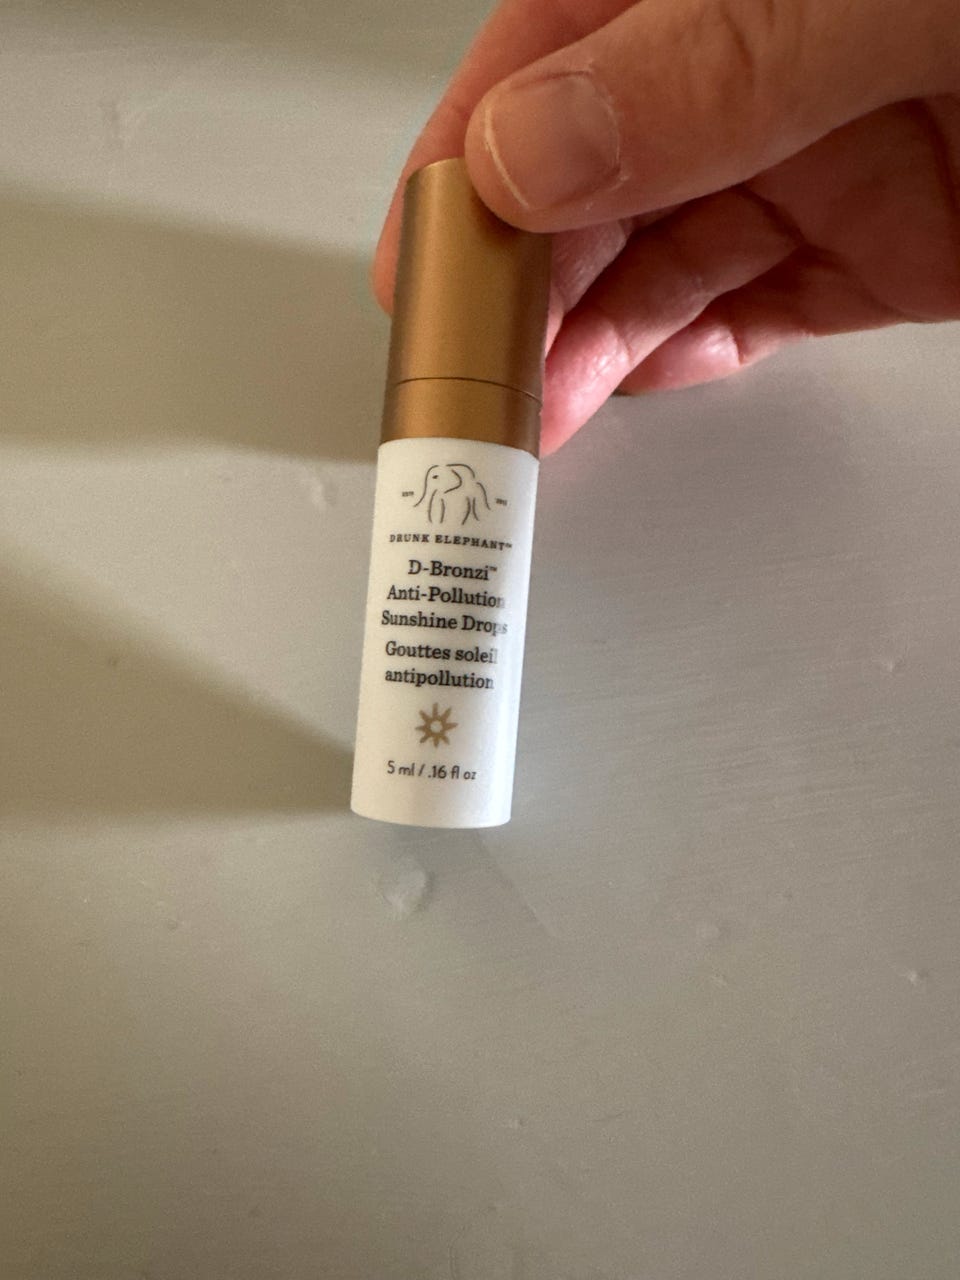 DRUNK ELEPHANT™
D-Bronzi™
Anti-Pollution
Sunshine Drops
Gouttes soleil
antipollution
5 ml / .16 fl oz